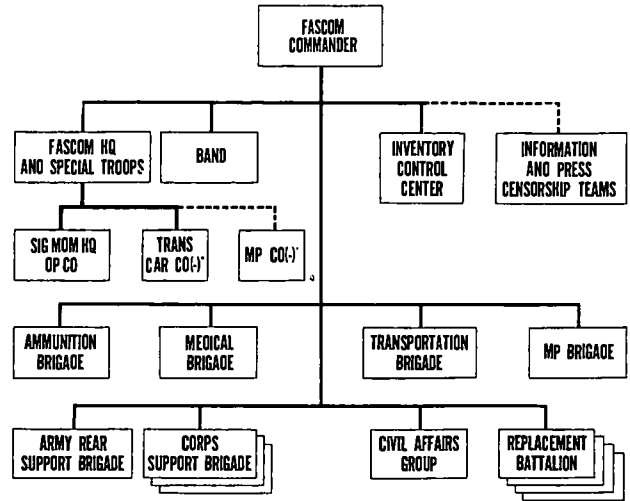 FASCOM
COMMANDER
FASCOM HQ
AND SPECIAL TROOPS
BAND
INVENTORY
CONTROL
CENTER
INFORMATION
AND PRESS
CENSORSHIP TEAMS
SIG MOM HQ
OP CO
TRANS
CAR CO(-)*
MP CO(-)*
AMMUNITION
BRIGADE
MEDICAL
BRIGADE
TRANSPORTATION
BRIGADE
MP BRIGADE
ARMY REAR
SUPPORT BRIGADE
CORPS
SUPPORT BRIGADE
CIVIL AFFAIRS
GROUP
REPLACEMENT
BATTALION